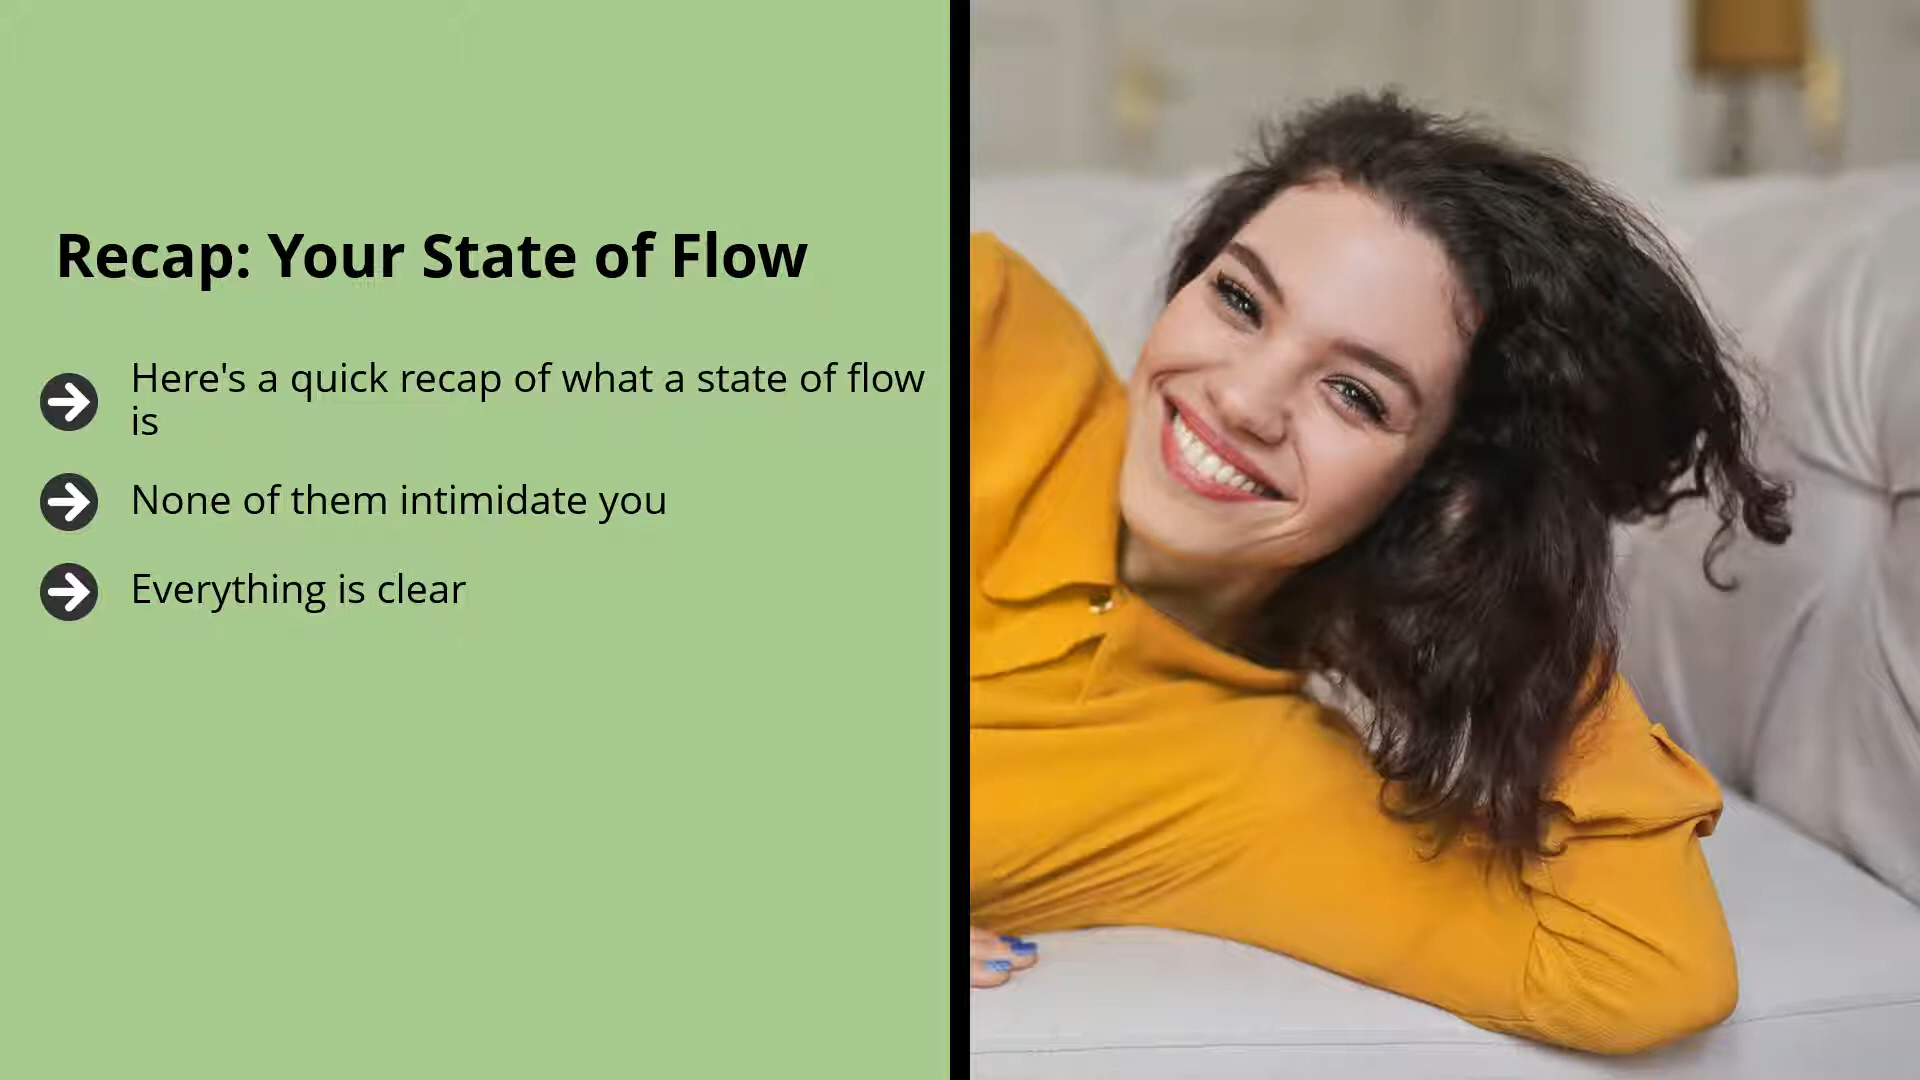 Recap: Your State of Flow
Here's a quick recap of what a state of flow
is
None of them intimidate you
Everything is clear